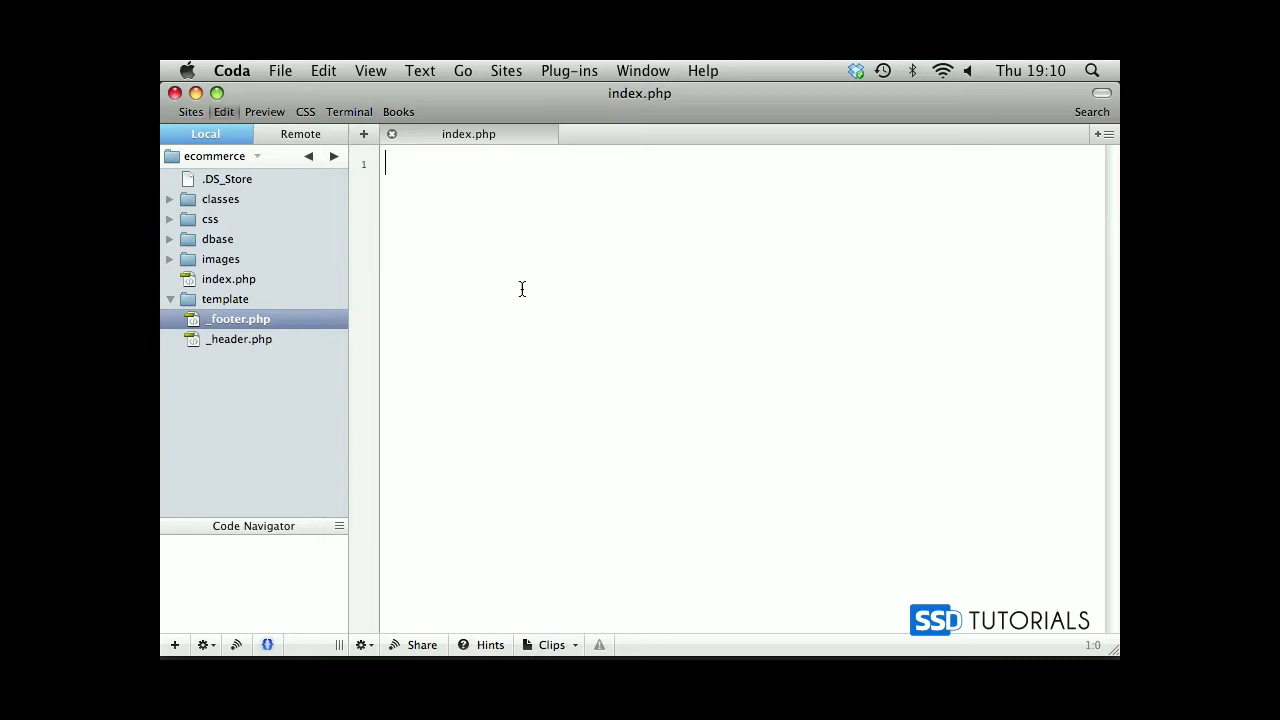 Coda File Edit View Text Go Sites Plug-ins Window Help Thu 19:10
index.php
Sites Edit Preview CSS Terminal Books Search
Local Remote + index.php
ecommerce
1
.DS_Store
classes
css
dbase
images
index.php
template
_footer.php
_header.php
Code Navigator
SSD TUTORIALS
Share Hints Clips 1:0